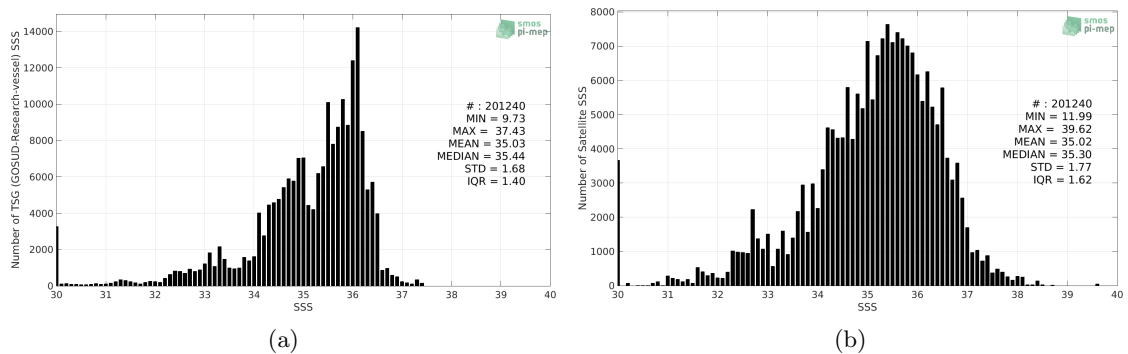 smos
pi-mep
Number of TSG (GOSUD-Research-vessel) SSS
14000
12000
10000
8000
6000
4000
2000
0
# : 201240
MIN = 9.73
MAX = 37.43
MEAN = 35.03
MEDIAN = 35.44
STD = 1.68
IQR = 1.40
30 31 32 33 34 35 36 37 38 39 40
SSS
(a)
smos
pi-mep
Number of Satellite SSS
8000
7000
6000
5000
4000
3000
2000
1000
0
# : 201240
MIN = 11.99
MAX = 39.62
MEAN = 35.02
MEDIAN = 35.30
STD = 1.77
IQR = 1.62
30 31 32 33 34 35 36 37 38 39 40
SSS
(b)